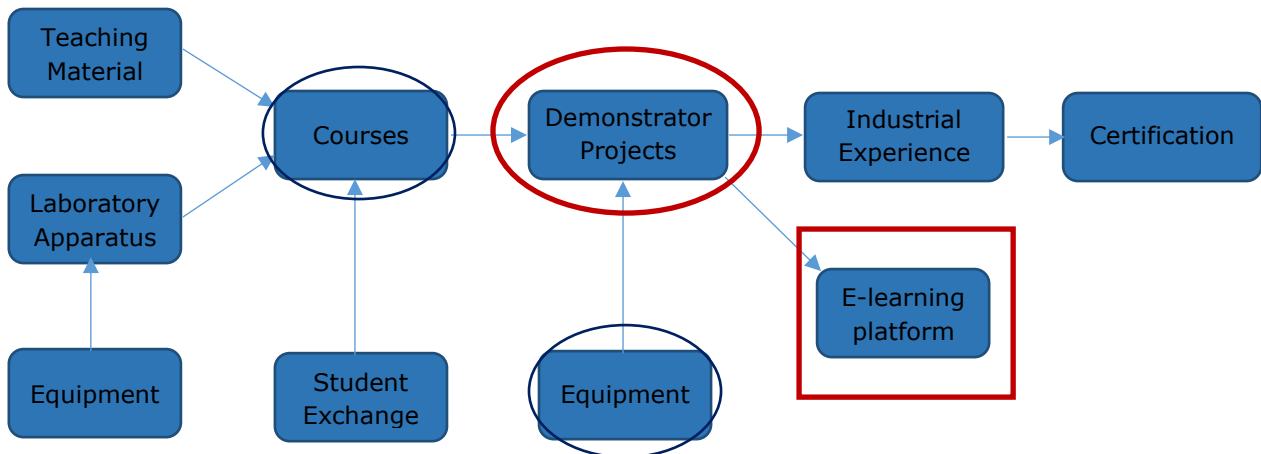 Teaching
Material
Courses
Demonstrator
Projects
Industrial
Experience
Certification
Laboratory
Apparatus
E-learning
platform
Equipment
Student
Exchange
Equipment